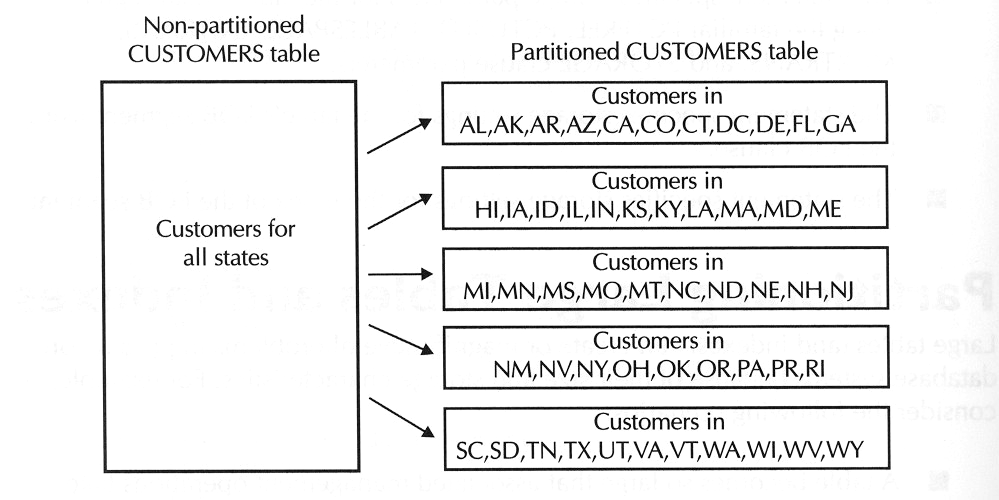 Non-partitioned
CUSTOMERS table
Partitioned CUSTOMERS table
Customers for
all states
Customers in
AL,AK,AR,AZ,CA,CO,CT,DC,DE,FL,GA
Customers in
HI,IA,ID,IL,IN,KS,KY,LA,MA,MD,ME
Customers in
MI,MN,MS,MO,MT,NC,ND,NE,NH,NJ
Customers in
NM,NV,NY,OH,OK,OR,PA,PR,RI
Customers in
SC,SD,TN,TX,UT,VA,VT,WA,WI,WV,WY